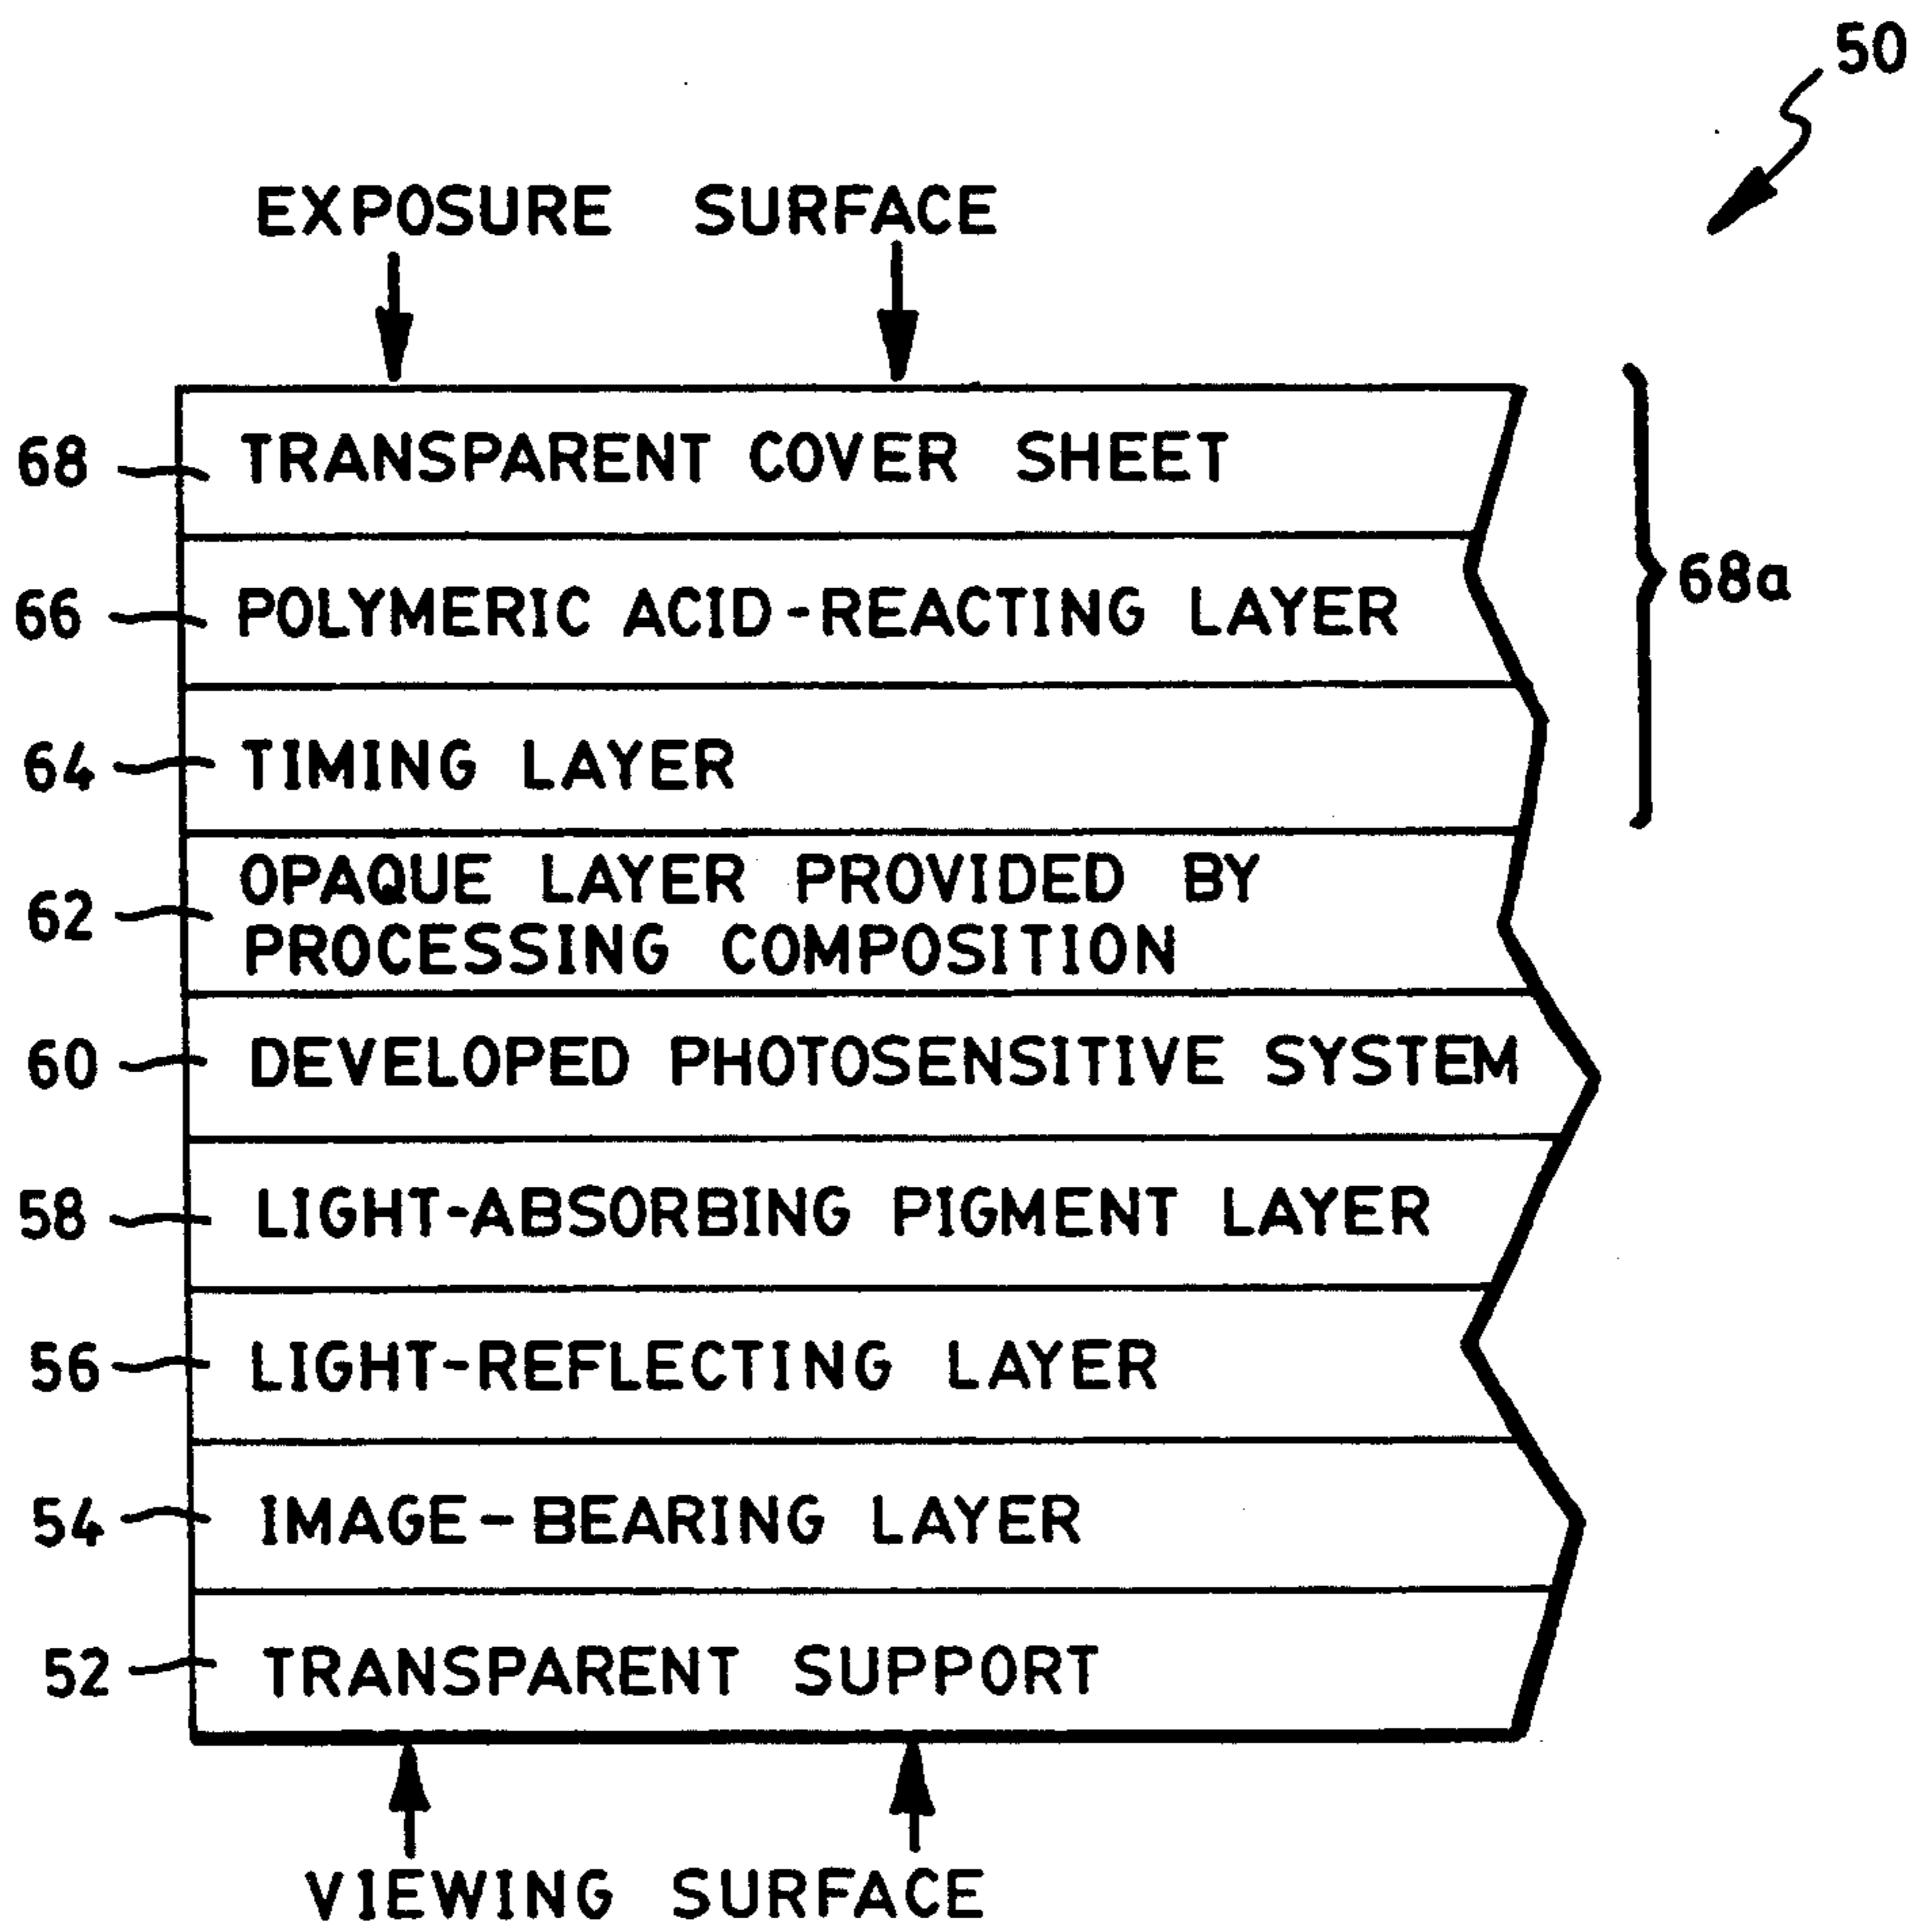 50
EXPOSURE SURFACE
68 TRANSPARENT COVER SHEET
66 POLYMERIC ACID-REACTING LAYER
68a
64 TIMING LAYER
62 OPAQUE LAYER PROVIDED BY
PROCESSING COMPOSITION
60 DEVELOPED PHOTOSENSITIVE SYSTEM
58 LIGHT-ABSORBING PIGMENT LAYER
56 LIGHT-REFLECTING LAYER
54 IMAGE-BEARING LAYER
52 TRANSPARENT SUPPORT
VIEWING SURFACE